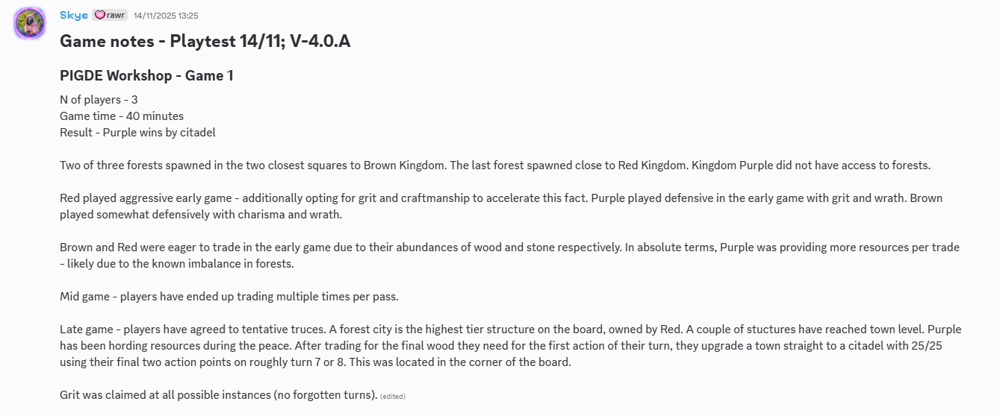 Skye rawr 14/11/2025 13:25
Game notes - Playtest 14/11; V-4.0.A
PIGDE Workshop - Game 1
N of players - 3
Game time - 40 minutes
Result - Purple wins by citadel
Two of three forests spawned in the two closest squares to Brown Kingdom. The last forest spawned close to Red Kingdom. Kingdom Purple did not have access to forests.
Red played aggressive early game - additionally opting for grit and craftmanship to accelerate this fact. Purple played defensive in the early game with grit and wrath. Brown
played somewhat defensively with charisma and wrath.
Brown and Red were eager to trade in the early game due to their abundances of wood and stone respectively. In absolute terms, Purple was providing more resources per trade
- likely due to the known imbalance in forests.
Mid game - players have ended up trading multiple times per pass.
Late game - players have agreed to tentative truces. A forest city is the highest tier structure on the board, owned by Red. A couple of stuctures have reached town level. Purple
has been hording resources during the peace. After trading for the final wood they need for the first action of their turn, they upgrade a town straight to a citadel with 25/25
using their final two action points on roughly turn 7 or 8. This was located in the corner of the board.
Grit was claimed at all possible instances (no forgotten turns). (edited)